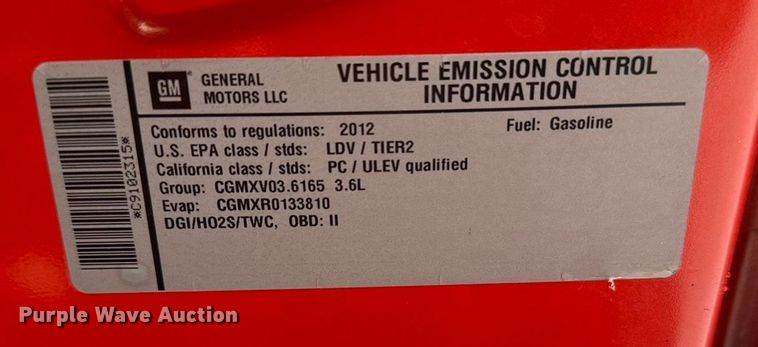 *C9102315*
GM GENERAL MOTORS LLC
VEHICLE EMISSION CONTROL
INFORMATION
Conforms to regulations: 2012 Fuel: Gasoline
U.S. EPA class / stds: LDV / TIER2
California class / stds: PC / ULEV qualified
Group: CGMXV03.6165 3.6L
Evap: CGMXR0133810
DGI/HO2S/TWC, OBD: II
Purple Wave Auction